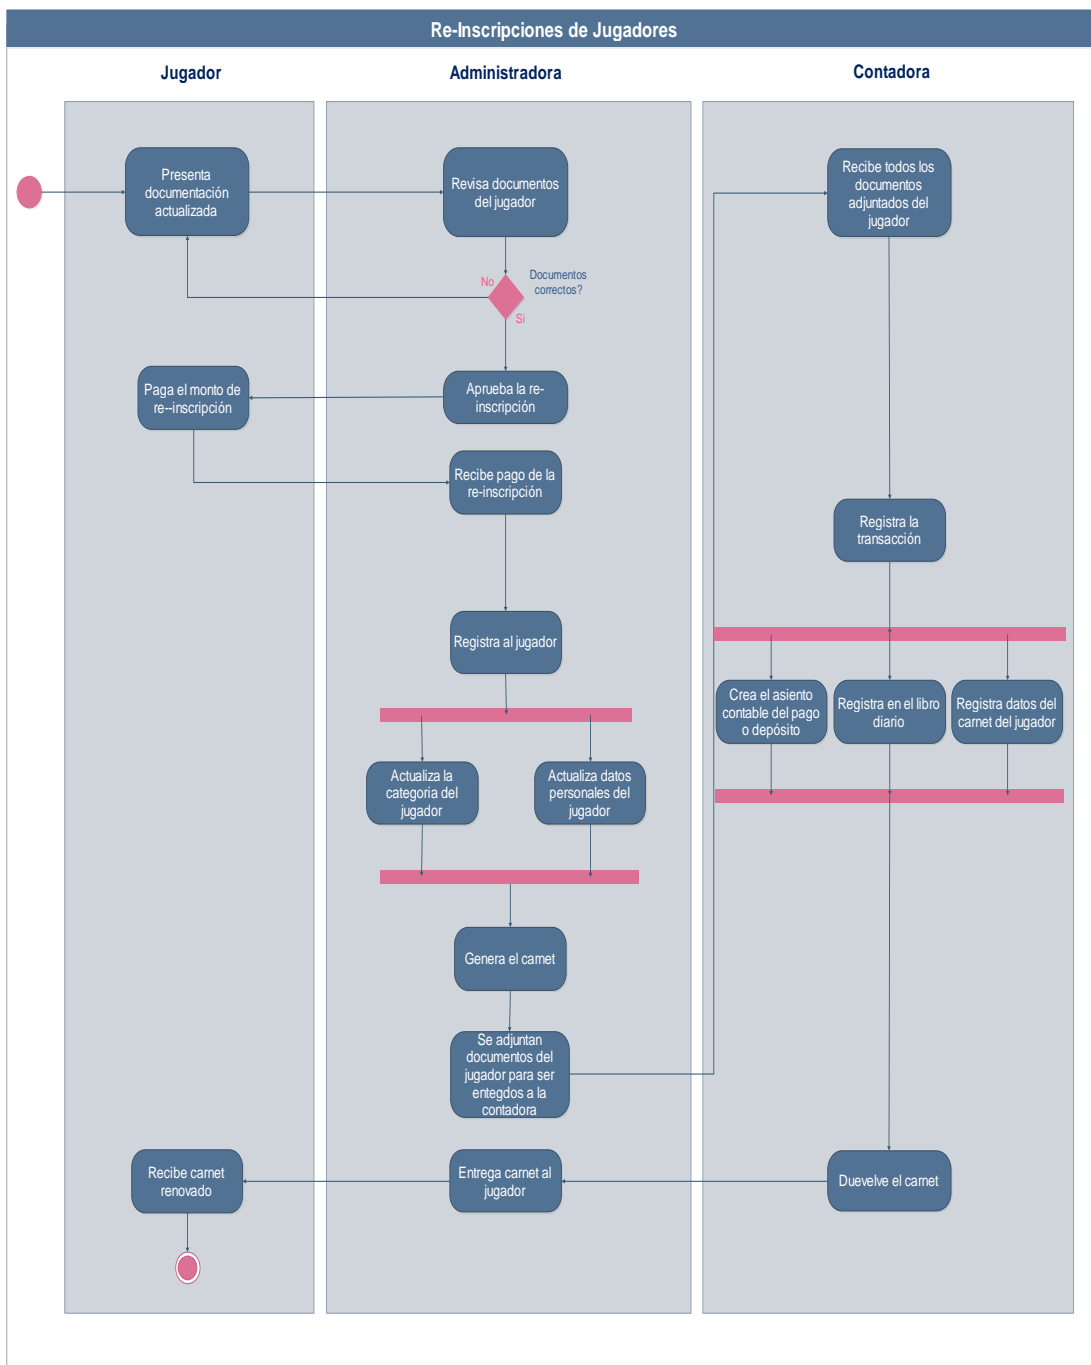 Re-Inscripciones de Jugadores
Jugador
Administradora
Contadora
Presenta
documentación
actualizada
Revisa documentos
del jugador
Recibe todos los
documentos
adjuntados del
jugador
No
Documentos
correctos?
Si
Paga el monto de
re--inscripción
Aprueba la re-
inscripción
Recibe pago de la
re-inscripción
Registra la
transacción
Registra al jugador
Crea el asiento
contable del pago
o depósito
Registra en el libro
diario
Registra datos del
carnet del jugador
Actualiza la
categoria del
jugador
Actualiza datos
personales del
jugador
Genera el carnet
Se adjuntan
documentos del
jugador para ser
entegdos a la
contadora
Recibe carnet
renovado
Entrega carnet al
jugador
Duevelve el carnet